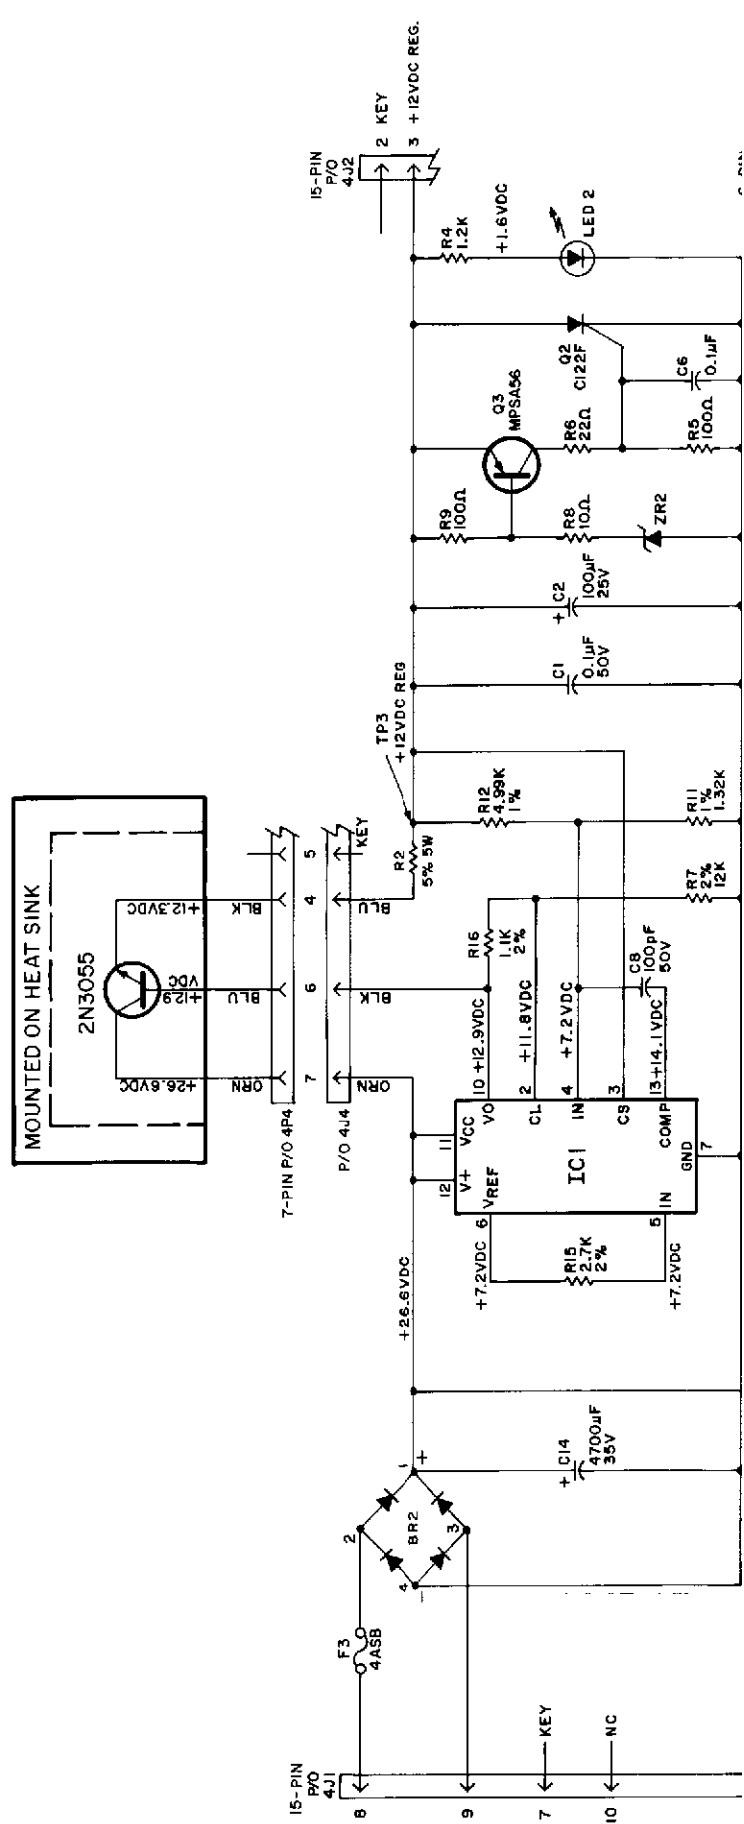 MOUNTED ON HEAT SINK
2N3055
+26.6VDC
+12.9
VDC
+12.3VDC
ORN
BLU
BLK
7-PIN P/O 4P4
7
6
4
5
P/O 4J4
ORN
BLK
BLU
KEY
15-PIN
P/O
4J1
8
9
7
10
KEY
NC
F3
4ASB
BR2
1
2
3
4
+
-
+
C14
4700µF
35V
+26.6VDC
+7.2VDC
R15
2.7K
2%
+7.2VDC
12
11
V+
VCC
6
VREF
5
IN
IC1
GND
7
VO
CL
IN
CS
COMP
10 +12.9VDC
2
+11.8VDC
4
+7.2VDC
3
13 +14.1VDC
C8
100pF
50V
R16
1.1K
2%
R7
2%
12K
R2
5% 5W
TP3
+12VDC REG
R12
4.99K
1%
R11
1%
1.32K
C1
0.1µF
50V
+
C2
100µF
25V
R9
100Ω
R8
10Ω
ZR2
Q3
MPSA56
R6
22Ω
R5
100Ω
C6
0.1µF
Q2
C122F
R4
1.2K
+1.6VDC
LED 2
15-PIN
P/O
4J2
2 KEY
3 +12VDC REG.